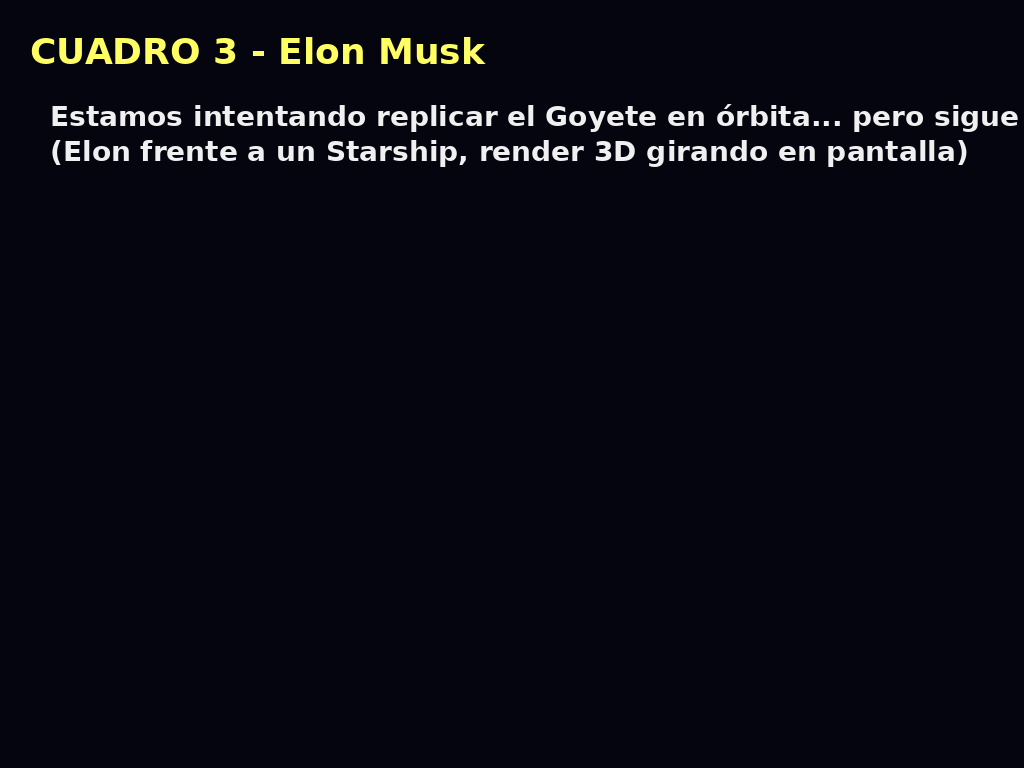 CUADRO 3 - Elon Musk
Estamos intentando replicar el Goyete en órbita... pero sigue
(Elon frente a un Starship, render 3D girando en pantalla)